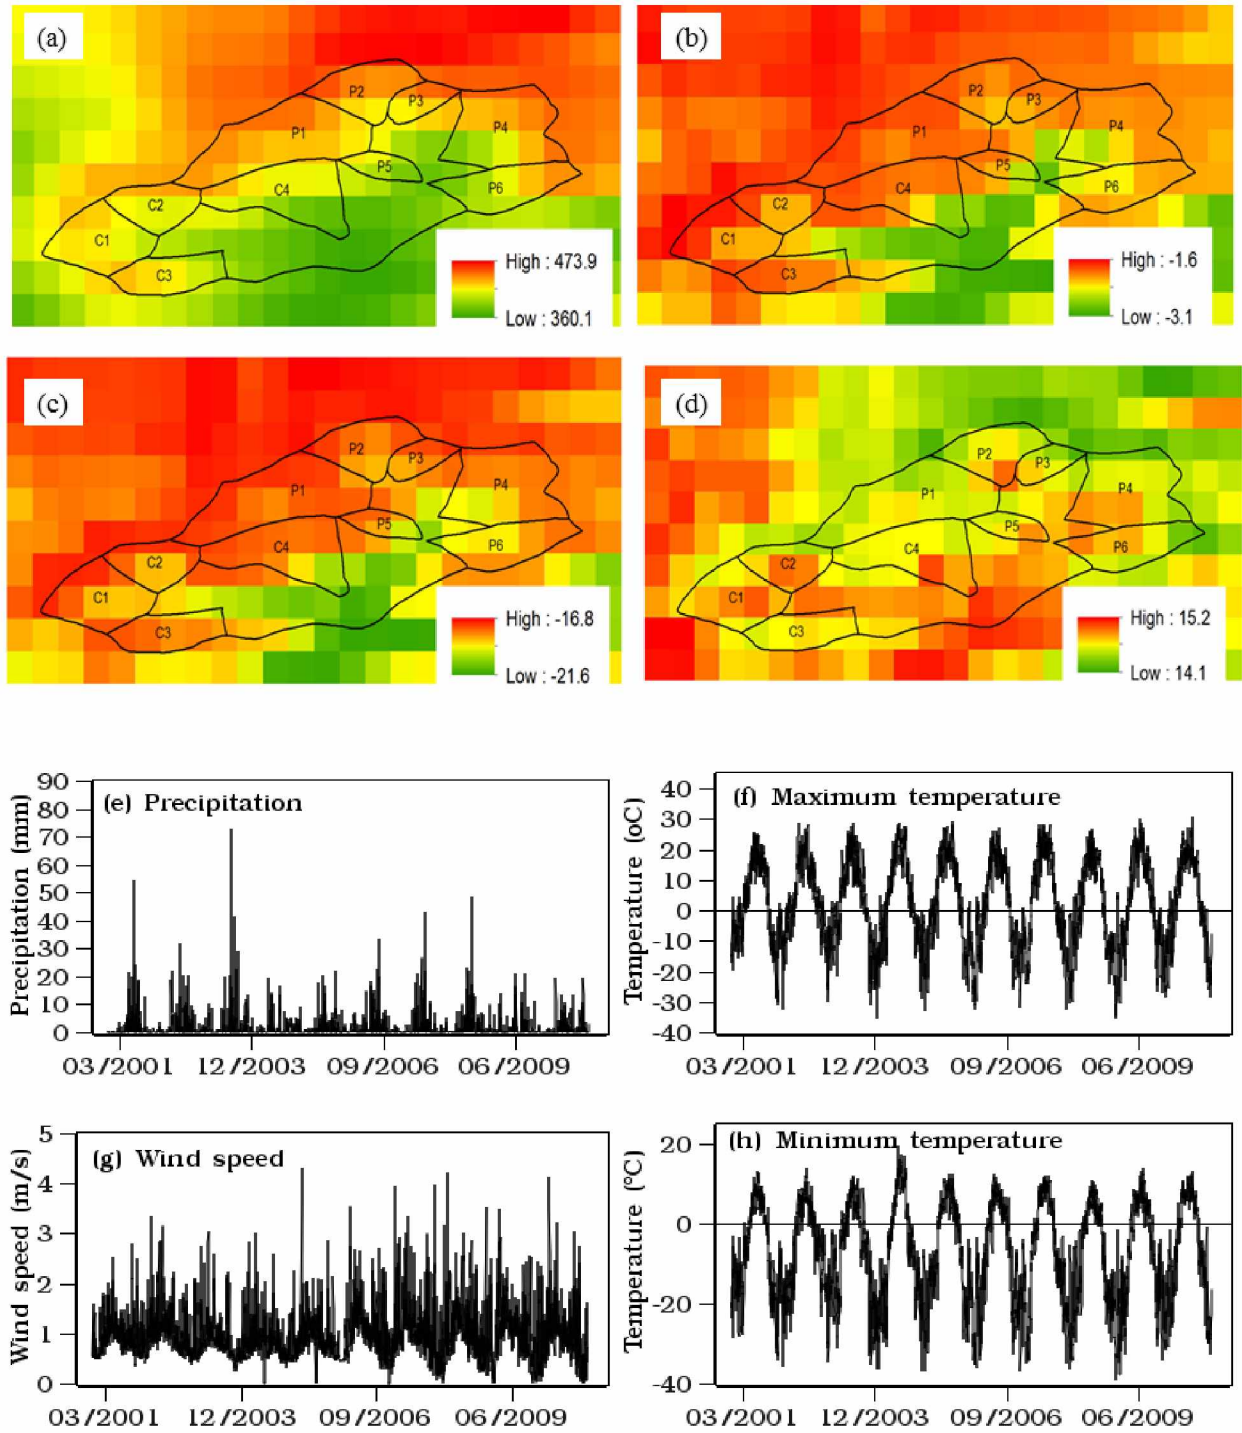 (a)
P2
P3
P1
P4
P5
C4
P6
C2
C1
C3
High : 473.9
Low : 360.1
(b)
P2
P3
P1
P4
P5
C4
P6
C2
C1
C3
High : -1.6
Low : -3.1
(c)
P2
P3
P1
P4
P5
C4
P6
C2
C1
C3
High : -16.8
Low : -21.6
(d)
P2
P3
P1
P4
P5
C4
P6
C2
C1
C3
High : 15.2
Low : 14.1
(e) Precipitation
Precipitation (mm)
90
80
70
60
50
40
30
20
10
0
03/2001 12/2003 09/2006 06/2009
(f) Maximum temperature
Temperature (oC)
40
30
20
10
0
-10
-20
-30
-40
03/2001 12/2003 09/2006 06/2009
(g) Wind speed
Wind speed (m/s)
5
4
3
2
1
0
03/2001 12/2003 09/2006 06/2009
(h) Minimum temperature
Temperature (°C)
20
0
-20
-40
03/2001 12/2003 09/2006 06/2009